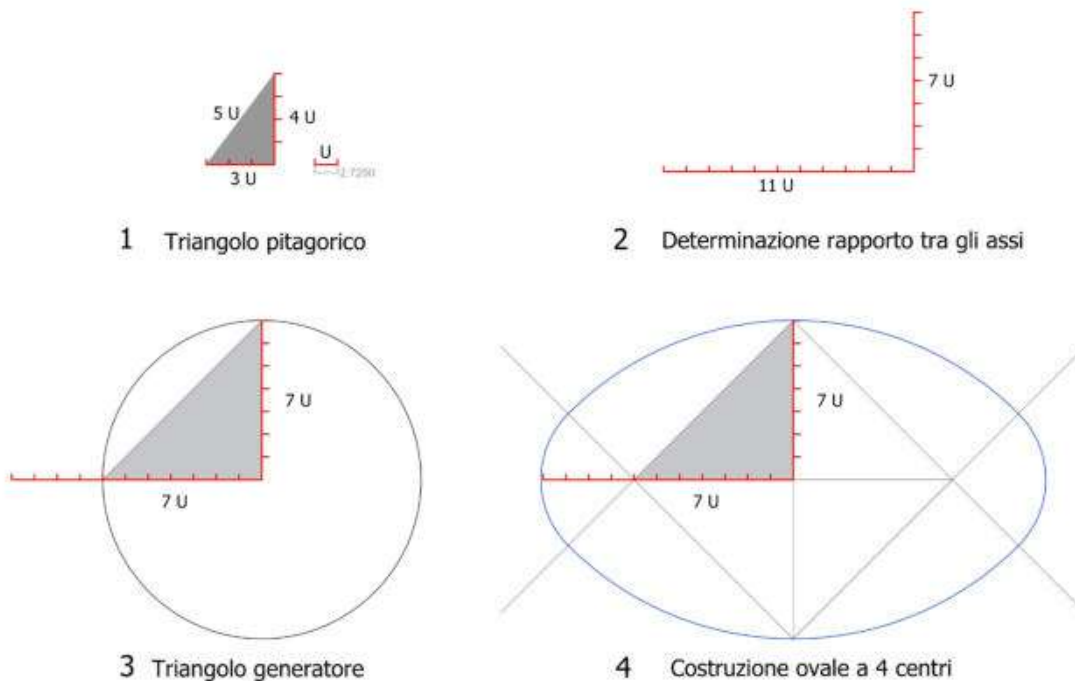 5 U
4 U
U
3 U
7 U
11 U
1 Triangolo pitagorico
2 Determinazione rapporto tra gli assi
7 U
7 U
7 U
7 U
3 Triangolo generatore
4 Costruzione ovale a 4 centri